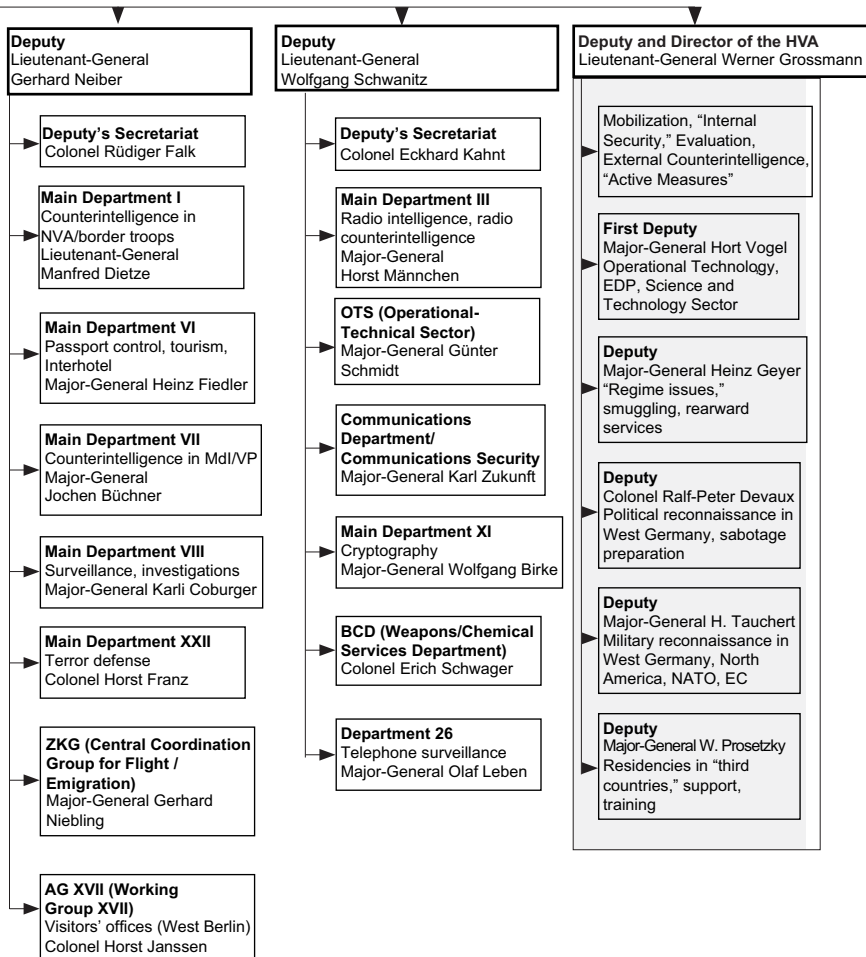 Deputy
Lieutenant-General
Gerhard Neiber
Deputy's Secretariat
Colonel Rüdiger Falk
Main Department I
Counterintelligence in
NVA/border troops
Lieutenant-General
Manfred Dietze
Main Department VI
Passport control, tourism,
Interhotel
Major-General Heinz Fiedler
Main Department VII
Counterintelligence in MdI/VP
Major-General
Jochen Büchner
Main Department VIII
Surveillance, investigations
Major-General Karli Coburger
Main Department XXII
Terror defense
Colonel Horst Franz
ZKG (Central Coordination
Group for Flight /
Emigration)
Major-General Gerhard
Niebling
AG XVII (Working
Group XVII)
Visitors' offices (West Berlin)
Colonel Horst Janssen
Deputy
Lieutenant-General
Wolfgang Schwanitz
Deputy's Secretariat
Colonel Eckhard Kahnt
Main Department III
Radio intelligence, radio
counterintelligence
Major-General
Horst Männchen
OTS (Operational-
Technical Sector)
Major-General Günter
Schmidt
Communications
Department/
Communications Security
Major-General Karl Zukunft
Main Department XI
Cryptography
Major-General Wolfgang Birke
BCD (Weapons/Chemical
Services Department)
Colonel Erich Schwager
Department 26
Telephone surveillance
Major-General Olaf Leben
Deputy and Director of the HVA
Lieutenant-General Werner Grossmann
Mobilization, “Internal
Security,” Evaluation,
External Counterintelligence,
“Active Measures”
First Deputy
Major-General Hort Vogel
Operational Technology,
EDP, Science and
Technology Sector
Deputy
Major-General Heinz Geyer
“Regime issues,”
smuggling, rearward
services
Deputy
Colonel Ralf-Peter Devaux
Political reconnaissance in
West Germany, sabotage
preparation
Deputy
Major-General H. Tauchert
Military reconnaissance in
West Germany, North
America, NATO, EC
Deputy
Major-General W. Prosetzky
Residencies in “third
countries,” support,
training